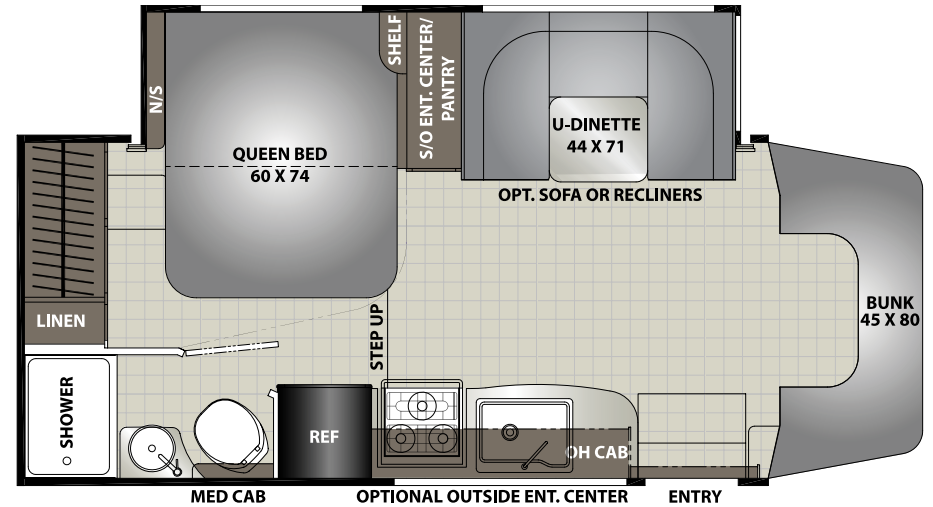 N/S
QUEEN BED
60 X 74
SHELF
S/O ENT. CENTER/
PANTRY
U-DINETTE
44 X 71
OPT. SOFA OR RECLINERS
BUNK
45 X 80
LINEN
STEP UP
SHOWER
REF
OH CAB
MED CAB
OPTIONAL OUTSIDE ENT. CENTER
ENTRY